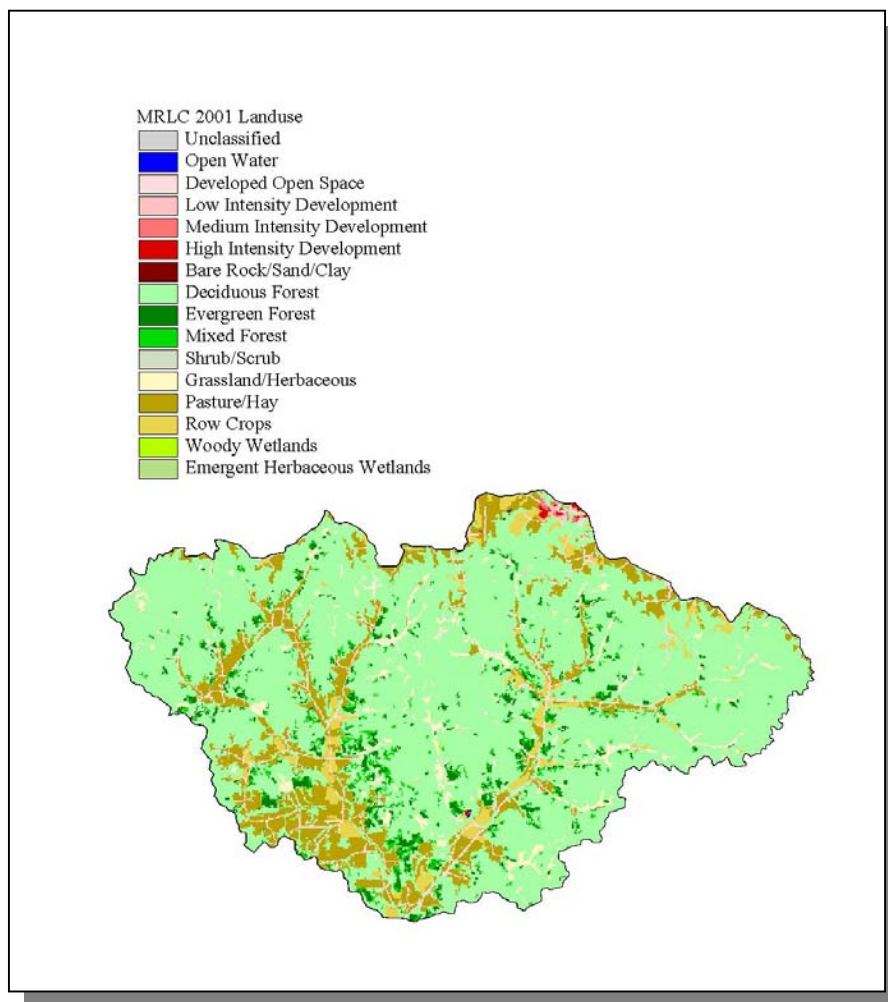 MRLC 2001 Landuse
Unclassified
Open Water
Developed Open Space
Low Intensity Development
Medium Intensity Development
High Intensity Development
Bare Rock/Sand/Clay
Deciduous Forest
Evergreen Forest
Mixed Forest
Shrub/Scrub
Grassland/Herbaceous
Pasture/Hay
Row Crops
Woody Wetlands
Emergent Herbaceous Wetlands